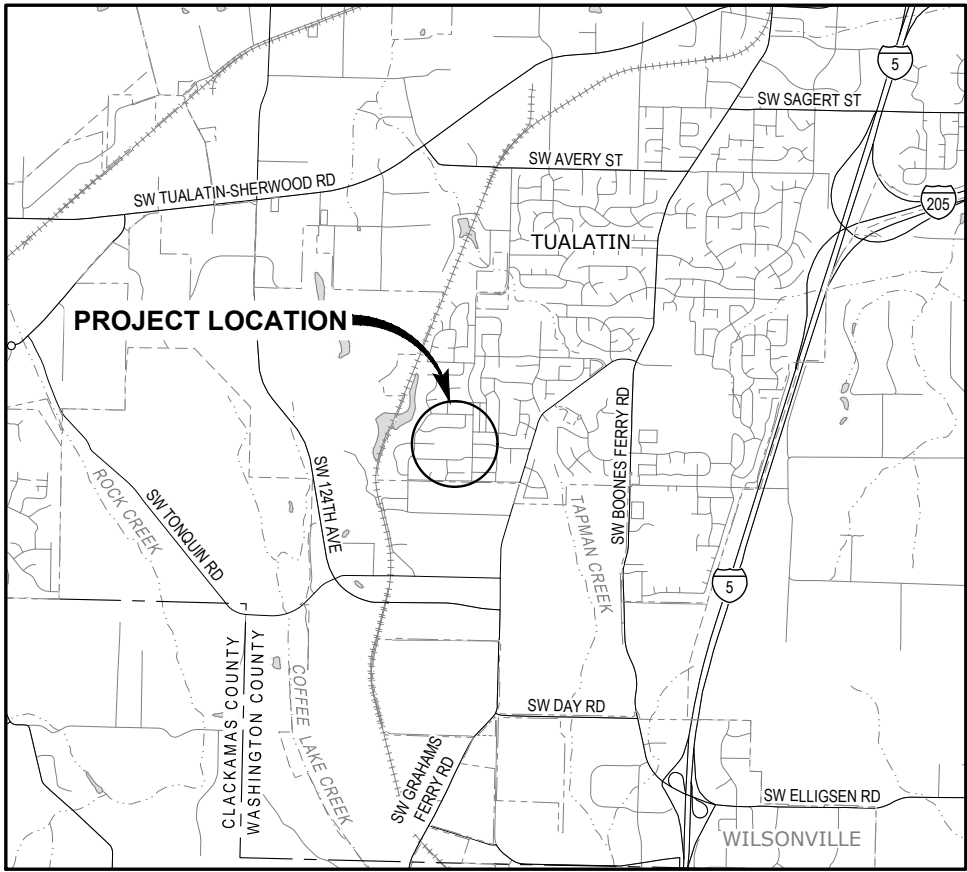 5
SW SAGERT ST
SW AVERY ST
SW TUALATIN-SHERWOOD RD
205
TUALATIN
PROJECT LOCATION
SW BOONES FERRY RD
ROCK CREEK
SW TONQUIN RD
SW 124TH AVE
TAPMAN CREEK
5
CLACKAMAS COUNTY
WASHINGTON COUNTY
COFFEE LAKE CREEK
SW DAY RD
SW GRAHAMS
FERRY RD
SW ELLIGSEN RD
WILSONVILLE